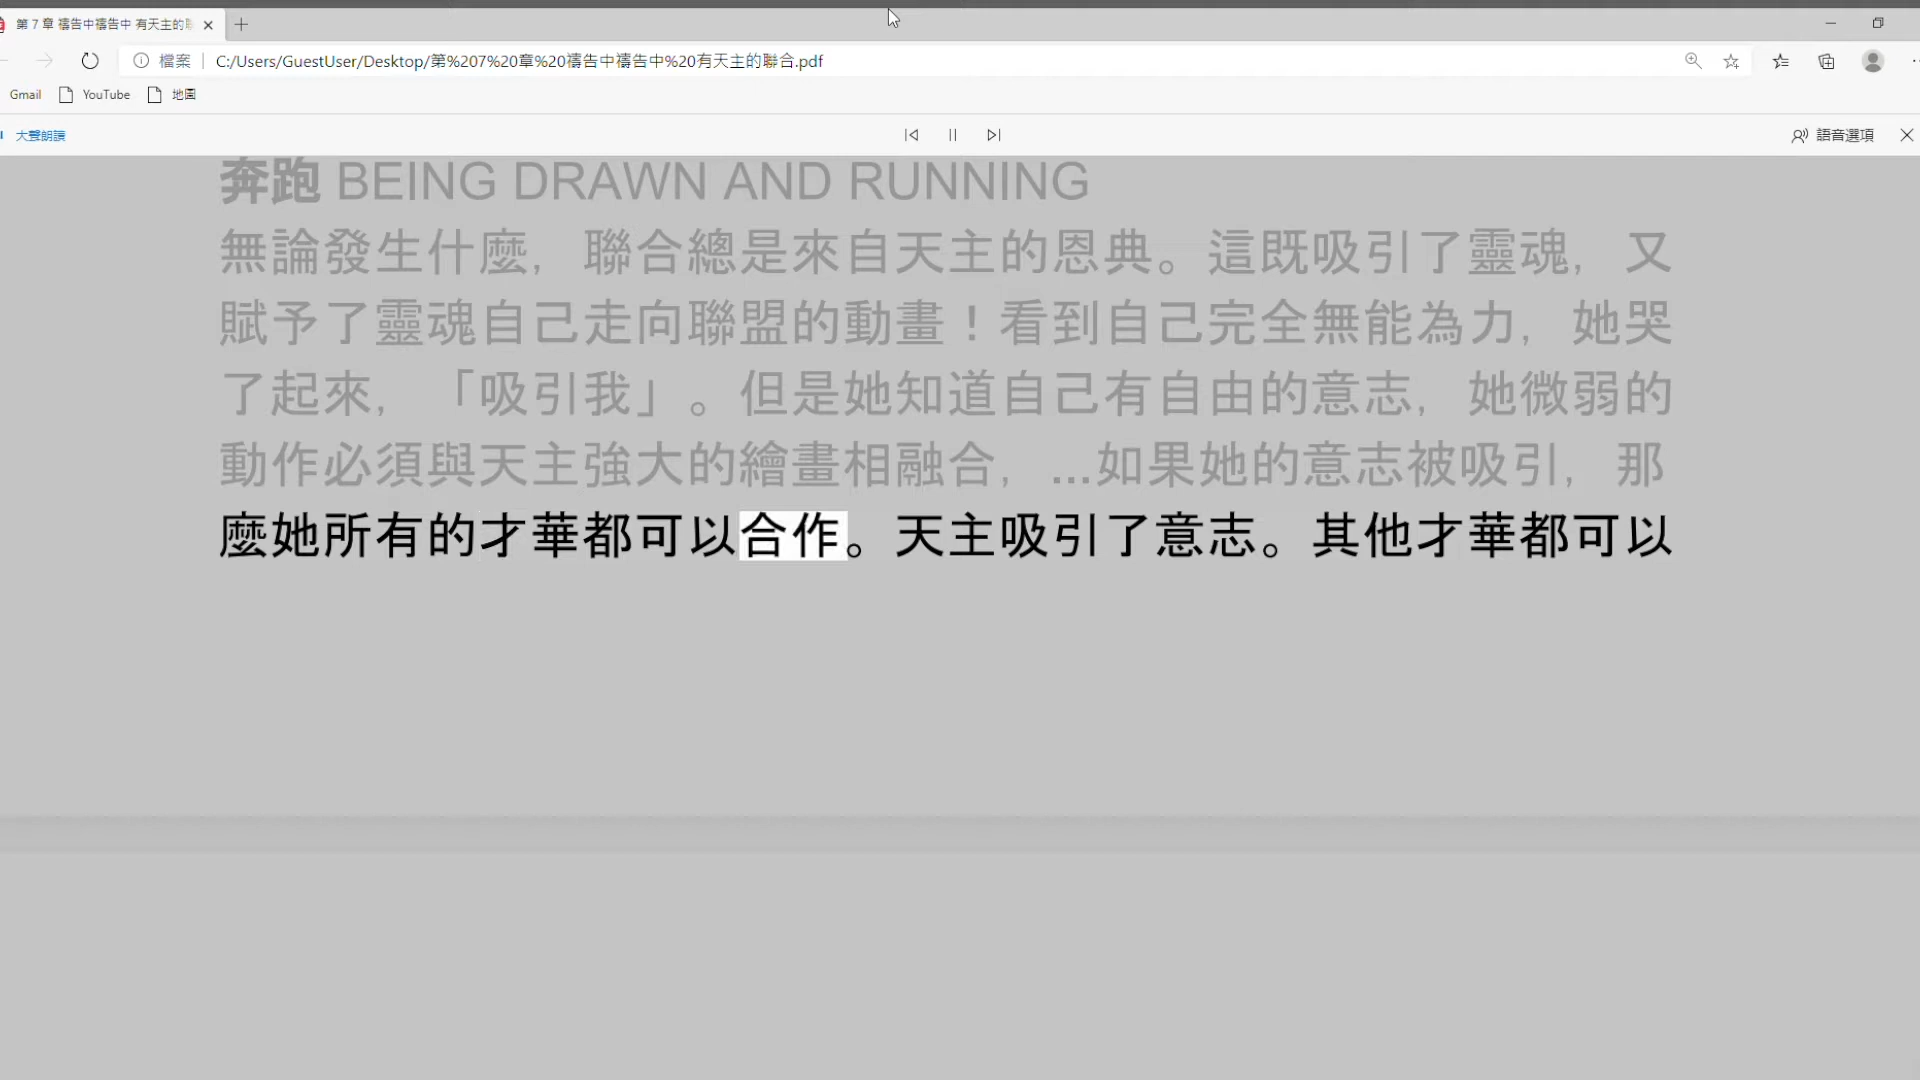 第 7 章 禱告中禱告中 有天主的
檔案
C:/Users/GuestUser/Desktop/第%207%20章%20禱告中禱告中%20有天主的聯合.pdf
Gmail YouTube 地圖
大聲朗讀
語音選項
奔跑 BEING DRAWN AND RUNNING
無論發生什麼，聯合總是來自天主的恩典。這既吸引了靈魂，又
賦予了靈魂自己走向聯盟的動畫！看到自己完全無能為力，她哭
了起來，「吸引我」。但是她知道自己有自由的意志，她微弱的
動作必須與天主強大的繪畫相融合，...如果她的意志被吸引，那
麼她所有的才華都可以合作。天主吸引了意志。其他才華都可以